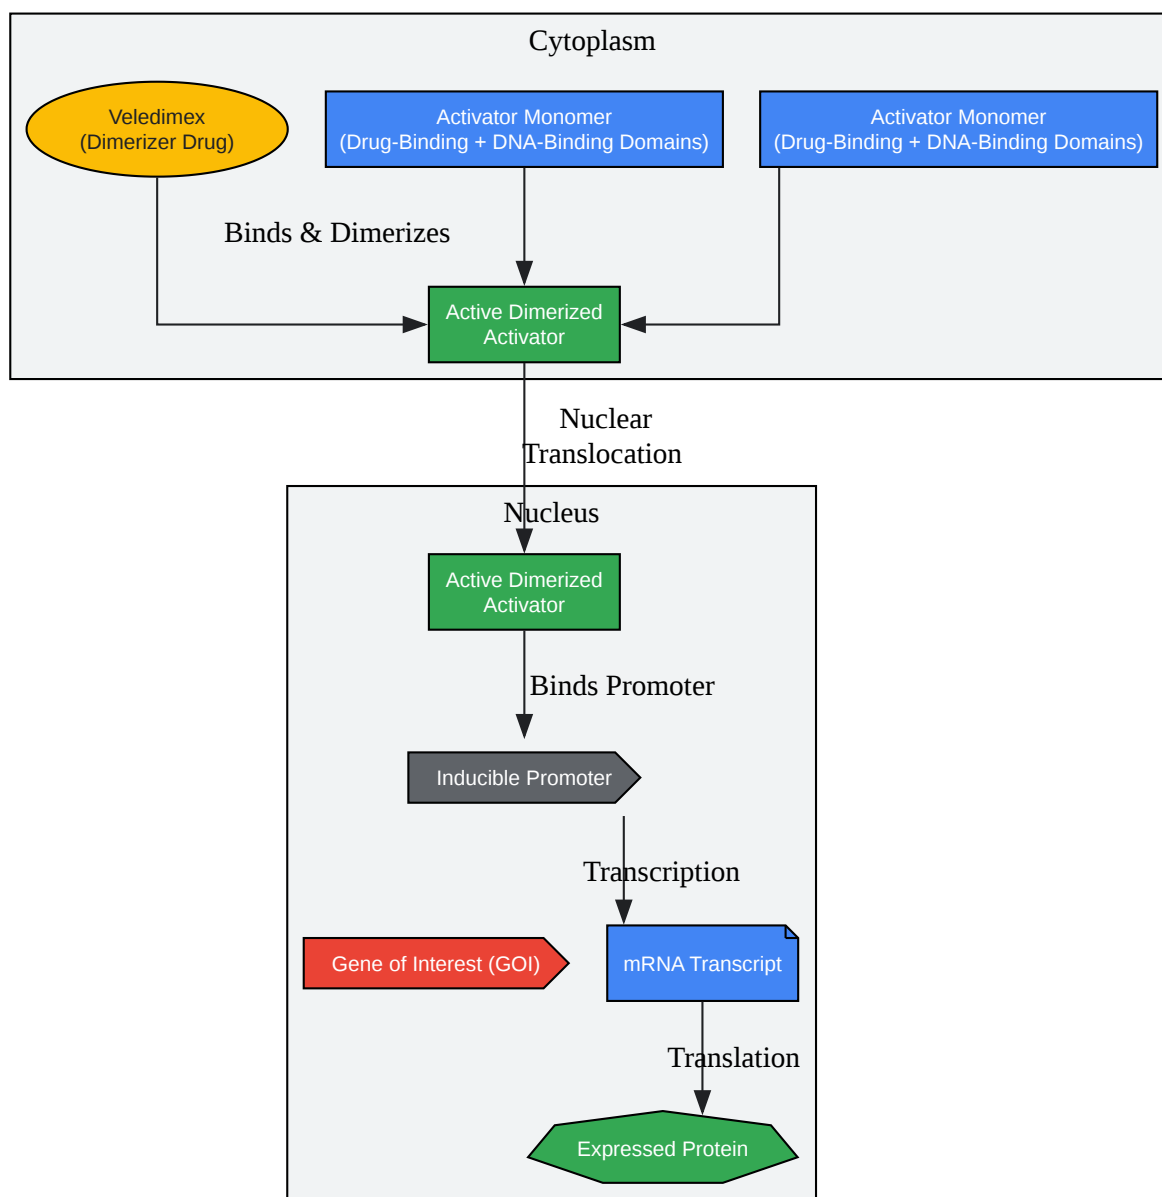 Cytoplasm
Veledimex
(Dimerizer Drug)
Activator Monomer
(Drug-Binding + DNA-Binding Domains)
Activator Monomer
(Drug-Binding + DNA-Binding Domains)
Binds & Dimerizes
Active Dimerized
Activator
Nuclear
Translocation
Nucleus
Active Dimerized
Activator
Binds Promoter
Inducible Promoter
Transcription
Gene of Interest (GOI)
mRNA Transcript
Translation
Expressed Protein